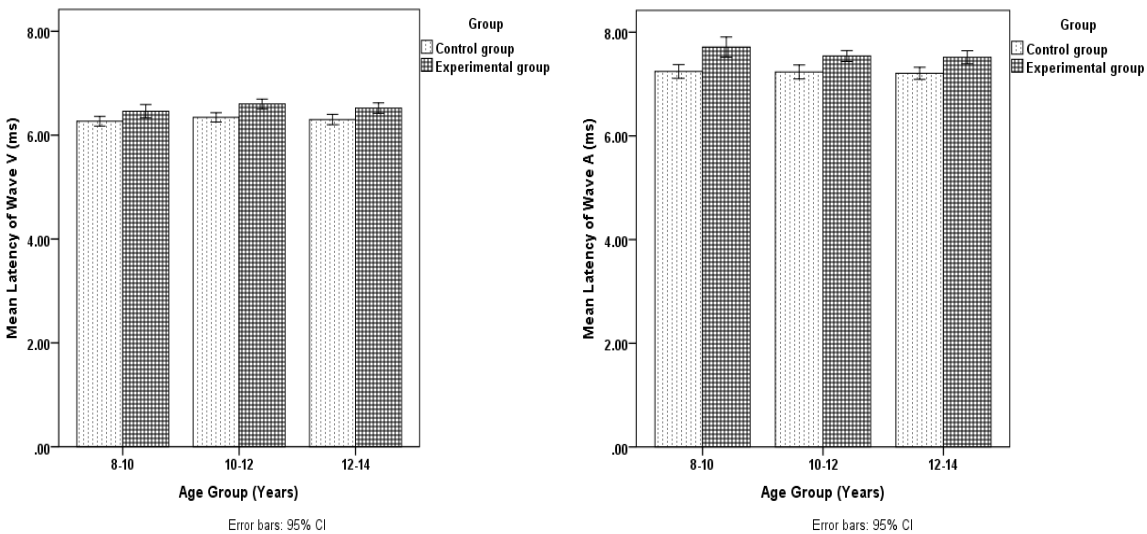 Mean Latency of Wave V (ms)
8.00
6.00
4.00
2.00
.00
8-10
10-12
12-14
Age Group (Years)
Error bars: 95% CI
Group
Control group
Experimental group
Mean Latency of Wave A (ms)
8.00
6.00
4.00
2.00
.00
8-10
10-12
12-14
Age Group (Years)
Error bars: 95% CI
Group
Control group
Experimental group